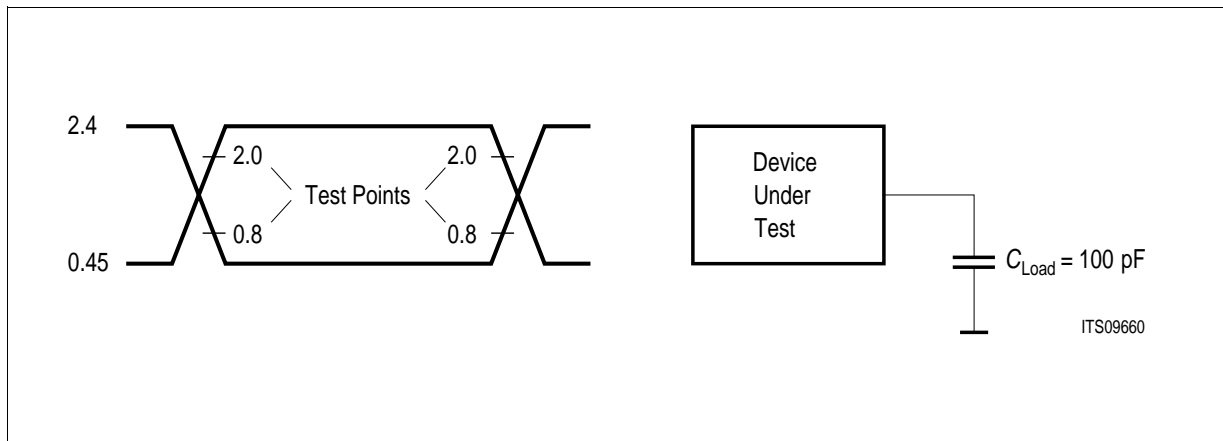 2.4
2.0
2.0
Test Points
0.8
0.8
0.45
Device
Under
Test
CLoad = 100 pF
ITS09660